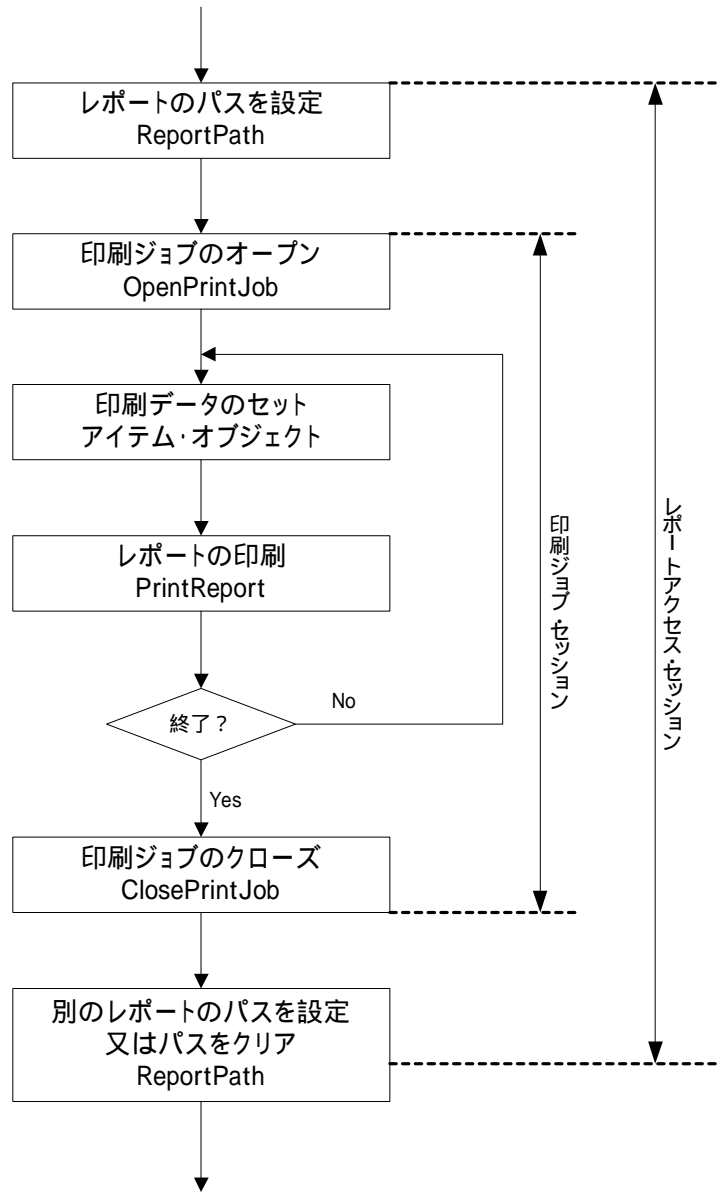 レポートのパスを設定
ReportPath
印刷ジョブのオープン
OpenPrintJob
印刷データのセット
アイテム・オブジェクト
レポートの印刷
PrintReport
終了？
No
Yes
印刷ジョブのクローズ
ClosePrintJob
別のレポートのパスを設定
又はパスをクリア
ReportPath
印刷ジョブ・セッション
レポートアクセス・セッション